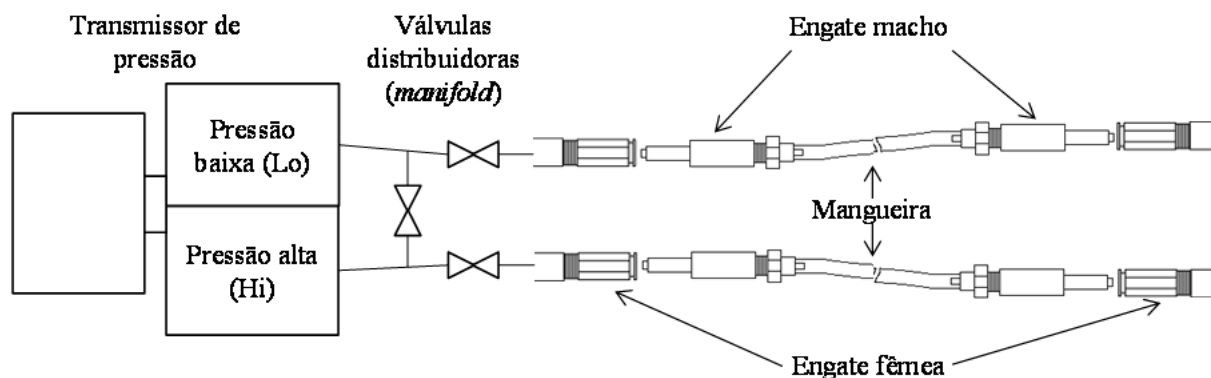 Transmissor de
pressão
Válvulas
distribuidoras
(manifold)
Engate macho
Pressão
baixa (Lo)
Mangueira
Pressão alta
(Hi)
Engate fêmea